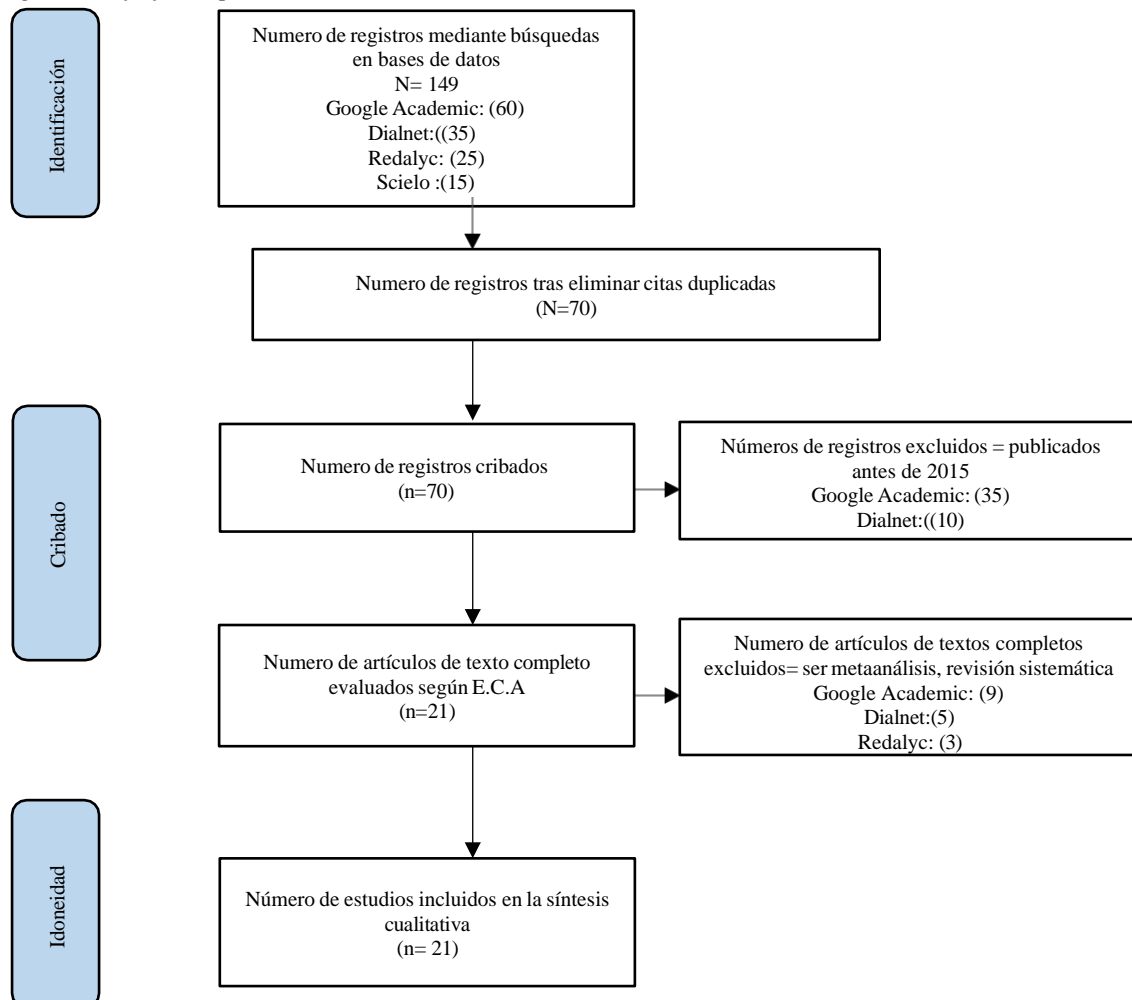 Identificación
Numero de registros mediante búsquedas
en bases de datos
N= 149
Google Academic: (60)
Dialnet:((35)
Redalyc: (25)
Scielo :(15)
Numero de registros tras eliminar citas duplicadas
(N=70)
Cribado
Numero de registros cribados
(n=70)
Números de registros excluidos = publicados
antes de 2015
Google Academic: (35)
Dialnet:((10)
Numero de artículos de texto completo
evaluados según E.C.A
(n=21)
Numero de artículos de textos completos
excluidos= ser metaanálisis, revisión sistemática
Google Academic: (9)
Dialnet:(5)
Redalyc: (3)
Idoneidad
Número de estudios incluidos en la síntesis
cualitativa
(n= 21)